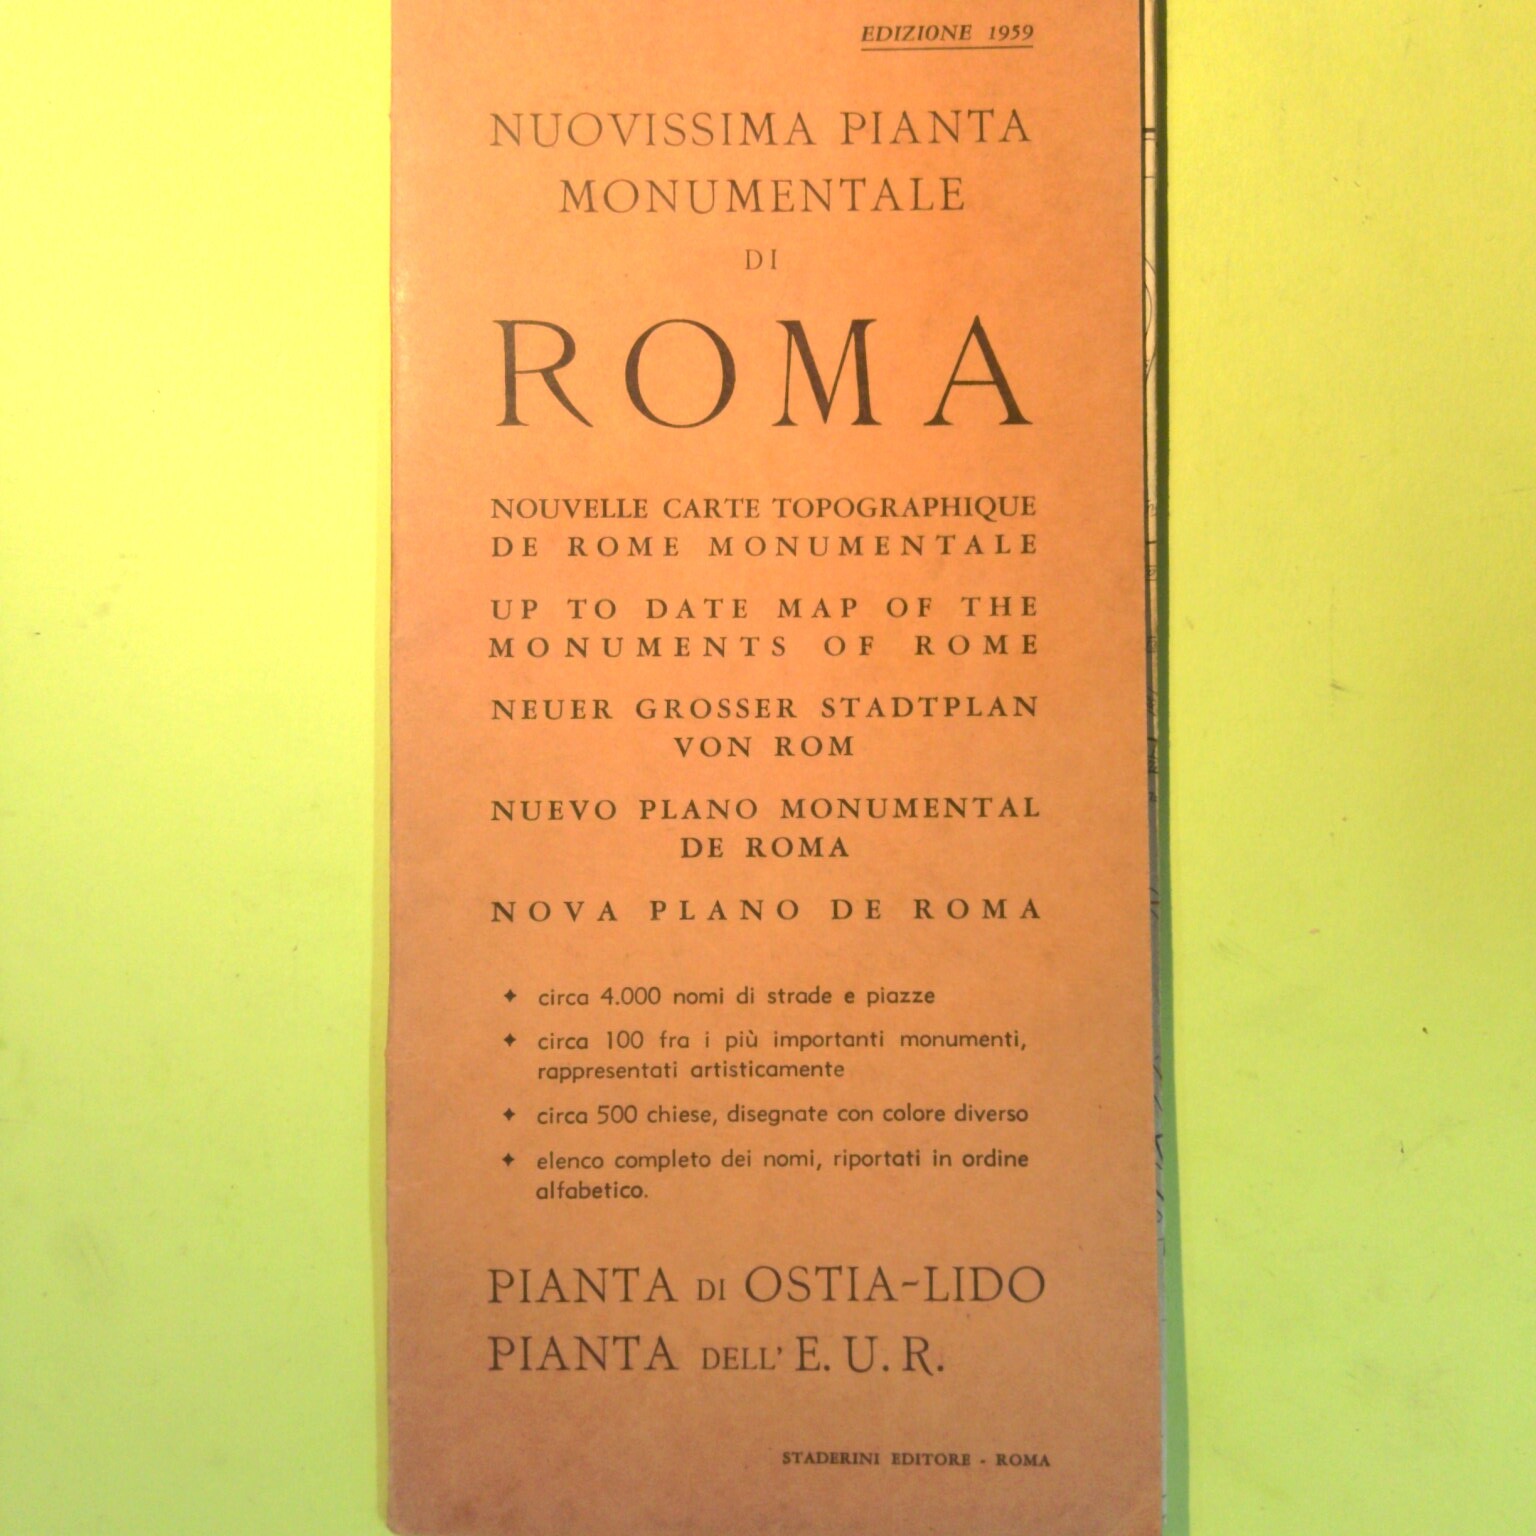 EDIZIONE 1959
NUOVISSIMA PIANTA
MONUMENTALE
DI
ROMA
NOUVELLE CARTE TOPOGRAPHIQUE
DE ROME MONUMENTALE
UP TO DATE MAP OF THE
MONUMENTS OF ROME
NEUER GROSSER STADTPLAN
VON ROM
NUEVO PLANO MONUMENTAL
DE ROMA
NOVA PLANO DE ROMA
✦ circa 4.000 nomi di strade e piazze
✦ circa 100 fra i più importanti monumenti,
rappresentati artisticamente
✦ circa 500 chiese, disegnate con colore diverso
✦ elenco completo dei nomi, riportati in ordine
alfabetico.
PIANTA DI OSTIA-LIDO
PIANTA DELL' E. U. R.
STADERINI EDITORE - ROMA